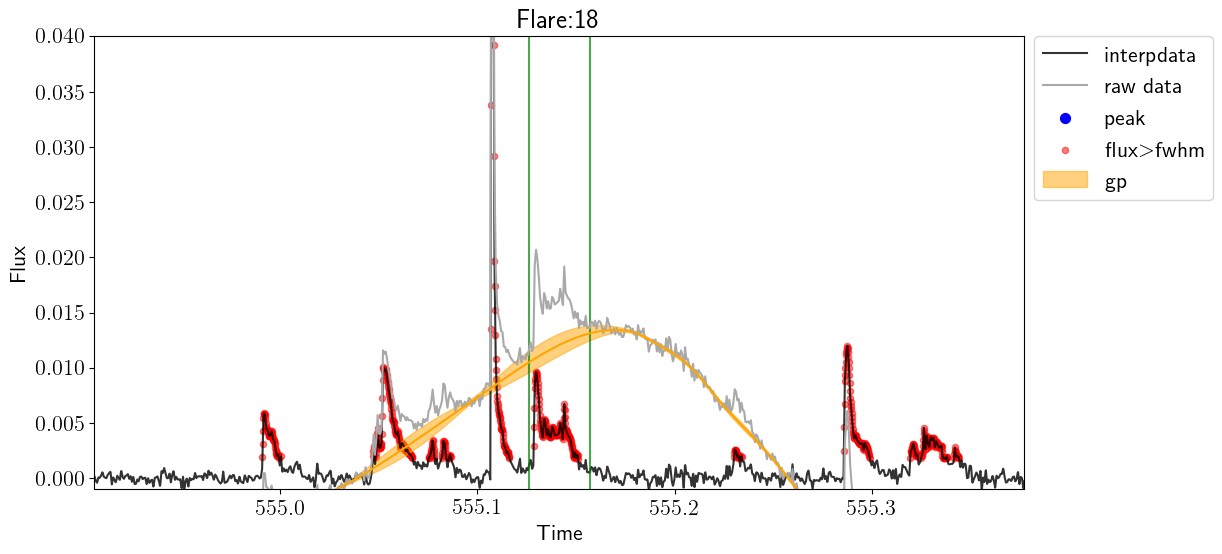 Flare:18
0.040
0.035
0.030
0.025
0.020
0.015
0.010
0.005
0.000
Flux
555.0 555.1 555.2 555.3
Time
interpdata
raw data
peak
flux>fwhm
gp